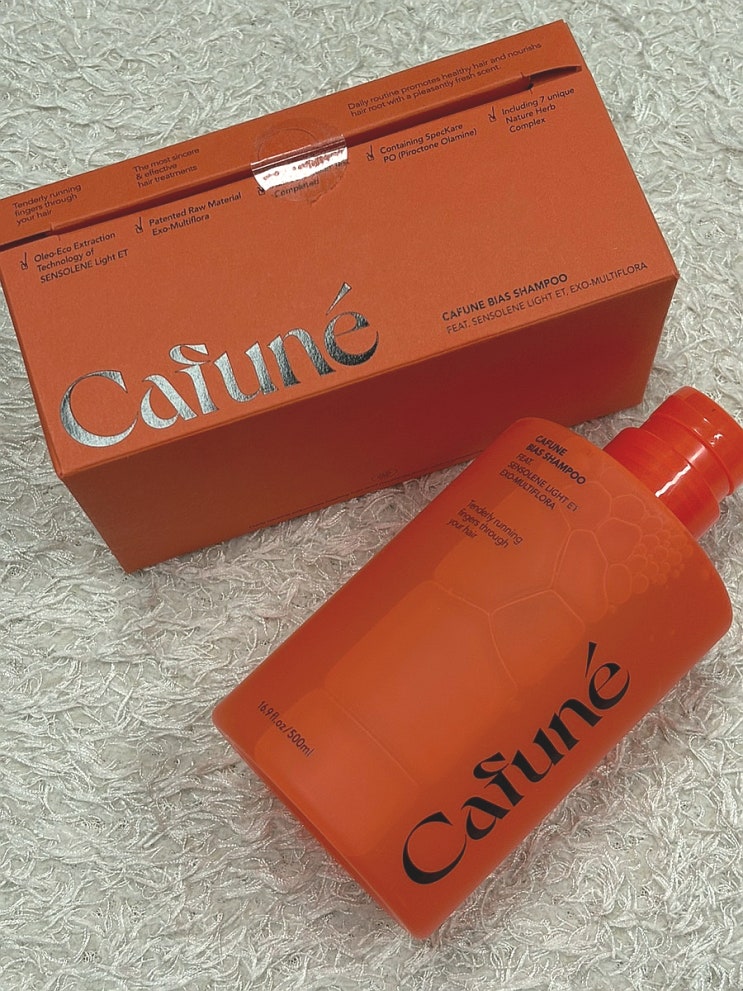 Daily routine promotes healthy hair and nourishs
hair root with a pleasantly fresh scent.
The most sincere
& effective
hair treatments
Tenderly running
fingers through
your hair
Oleo-Eco Extraction
Technology of
SENSOLENE Light ET
Patented Raw Material
Exo-Multiflora
Completed
Containing SpecKare
PO (Piroctone Olamine)
Including 7 unique
Nature Herb
Complex
Cafuné
CAFUNE BIAS SHAMPOO
FEAT. SENSOLENE LIGHT ET, EXO-MULTIFLORA
CAFUNE
BIAS SHAMPOO
FEAT.
SENSOLENE LIGHT ET
EXO-MULTIFLORA
Tenderly running
fingers through
your hair
16.9 fl.oz / 500ml
Cafuné